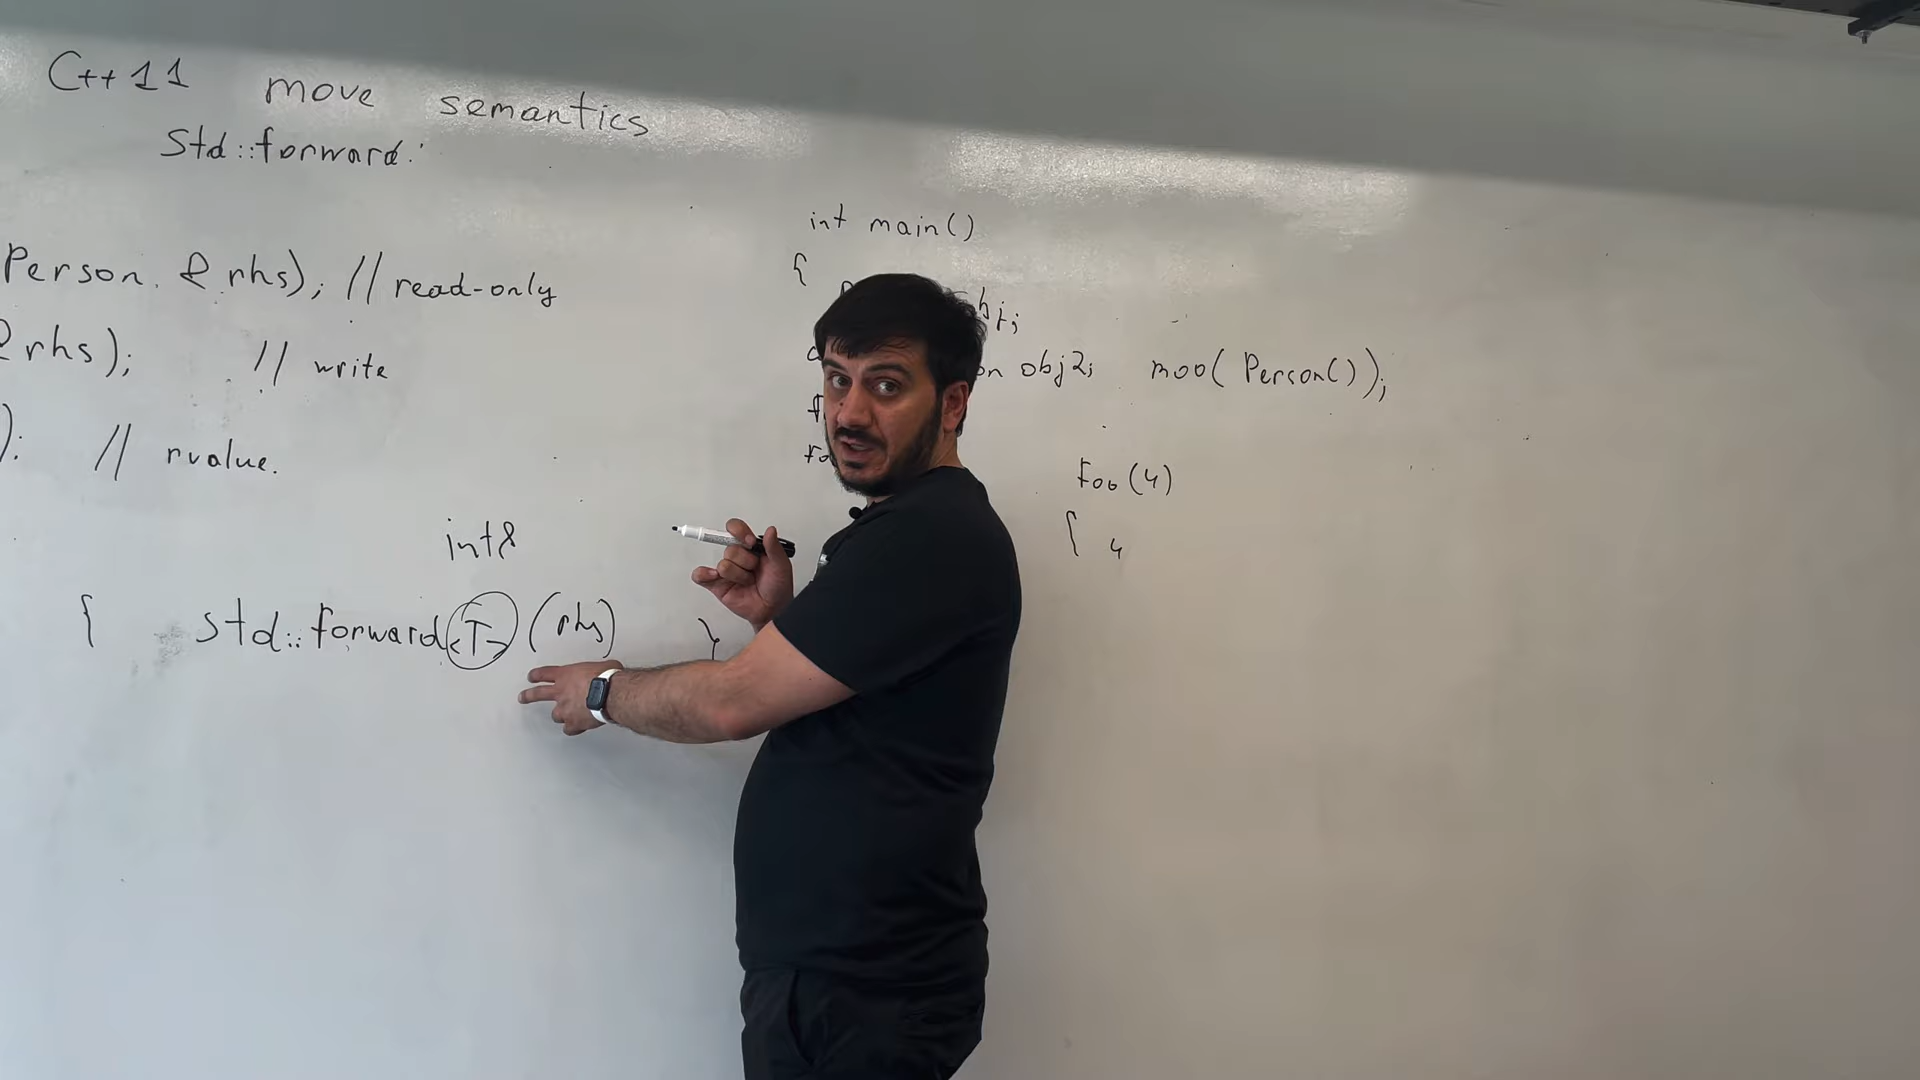 C++11 move semantics
std::forward.
Person & rhs); // read-only
& rhs); // write
); // rvalue.
int&
{ std::forward<T>(rhs) }
int main()
{
obj2; moo( Person());
foo(4)
{ 4